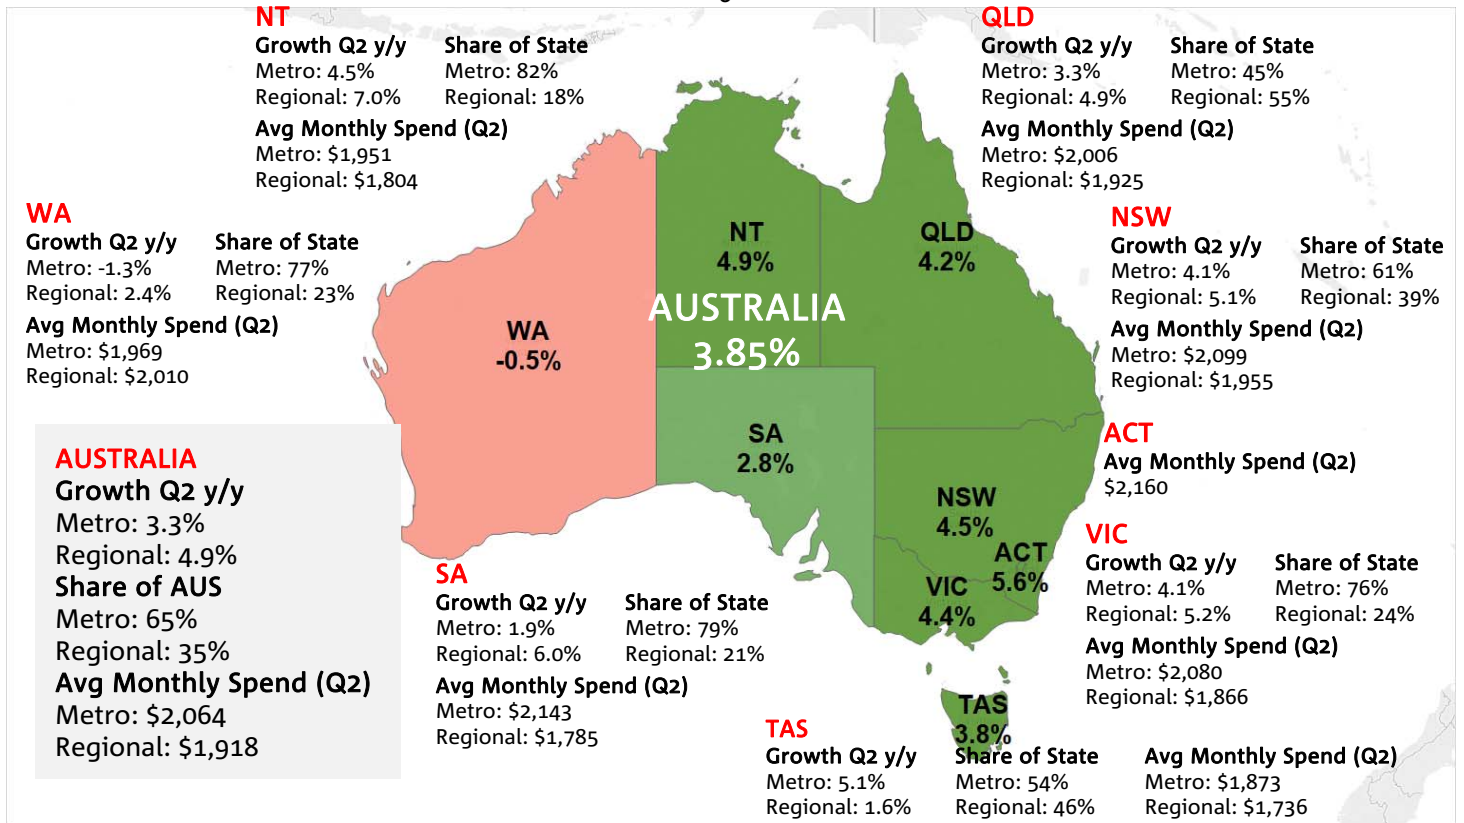 NT
Growth Q2 y/y Share of State
Metro: 4.5% Metro: 82%
Regional: 7.0% Regional: 18%
Avg Monthly Spend (Q2)
Metro: $1,951
Regional: $1,804
QLD
Growth Q2 y/y Share of State
Metro: 3.3% Metro: 45%
Regional: 4.9% Regional: 55%
Avg Monthly Spend (Q2)
Metro: $2,006
Regional: $1,925
WA
Growth Q2 y/y Share of State
Metro: -1.3% Metro: 77%
Regional: 2.4% Regional: 23%
Avg Monthly Spend (Q2)
Metro: $1,969
Regional: $2,010
NSW
Growth Q2 y/y Share of State
Metro: 4.1% Metro: 61%
Regional: 5.1% Regional: 39%
Avg Monthly Spend (Q2)
Metro: $2,099
Regional: $1,955
NT
4.9%
QLD
4.2%
AUSTRALIA
3.85%
WA
-0.5%
SA
2.8%
NSW
4.5%
ACT
5.6%
VIC
4.4%
TAS
3.8%
ACT
Avg Monthly Spend (Q2)
$2,160
AUSTRALIA
Growth Q2 y/y
Metro: 3.3%
Regional: 4.9%
Share of AUS
Metro: 65%
Regional: 35%
Avg Monthly Spend (Q2)
Metro: $2,064
Regional: $1,918
SA
Growth Q2 y/y Share of State
Metro: 1.9% Metro: 79%
Regional: 6.0% Regional: 21%
Avg Monthly Spend (Q2)
Metro: $2,143
Regional: $1,785
VIC
Growth Q2 y/y Share of State
Metro: 4.1% Metro: 76%
Regional: 5.2% Regional: 24%
Avg Monthly Spend (Q2)
Metro: $2,080
Regional: $1,866
TAS
Growth Q2 y/y Share of State Avg Monthly Spend (Q2)
Metro: 5.1% Metro: 54% Metro: $1,873
Regional: 1.6% Regional: 46% Regional: $1,736